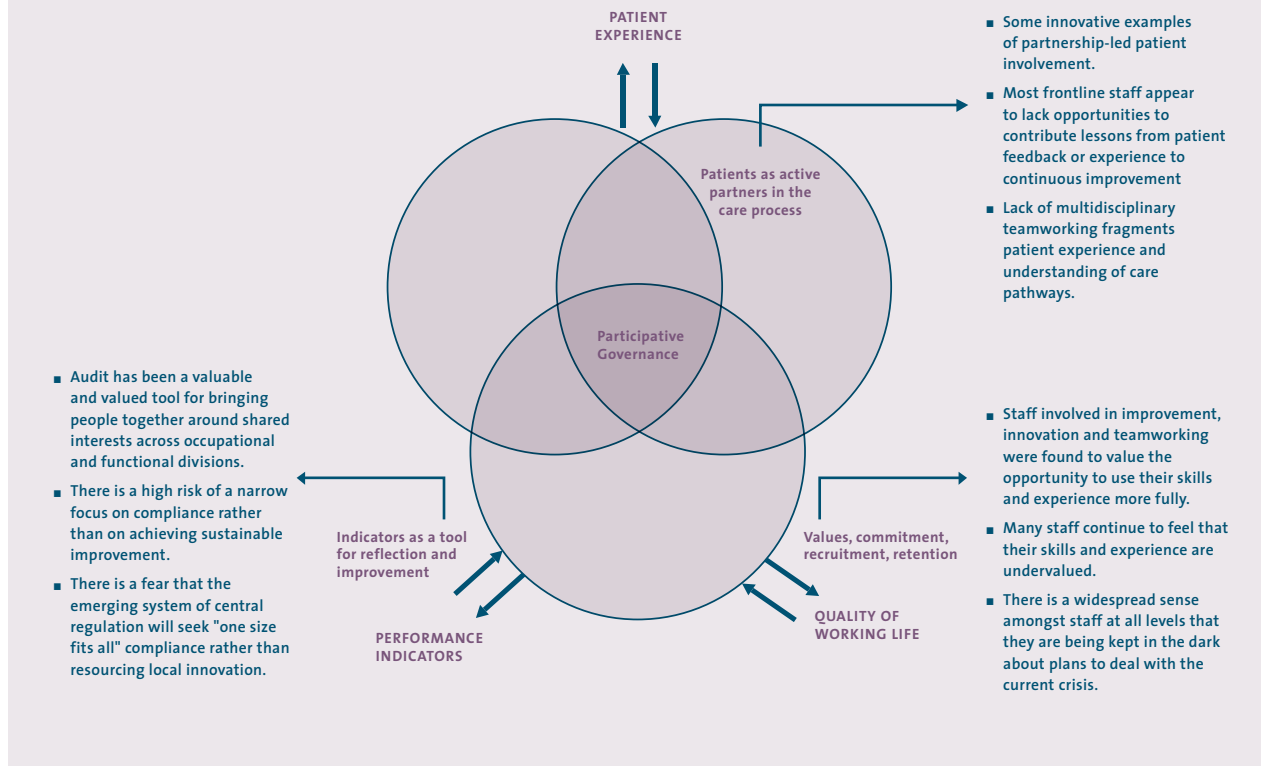 PATIENT
EXPERIENCE
■ Some innovative examples
of partnership-led patient
involvement.
■ Most frontline staff appear
to lack opportunities to
contribute lessons from patient
feedback or experience to
continuous improvement
■ Lack of multidisciplinary
teamworking fragments
patient experience and
understanding of care
pathways.
Patients as active
partners in the
care process
Participative
Governance
■ Audit has been a valuable
and valued tool for bringing
people together around shared
interests across occupational
and functional divisions.
■ There is a high risk of a narrow
focus on compliance rather
than on achieving sustainable
improvement.
■ There is a fear that the
emerging system of central
regulation will seek "one size
fits all" compliance rather than
resourcing local innovation.
Indicators as a tool
for reflection and
improvement
PERFORMANCE
INDICATORS
Values, commitment,
recruitment, retention
QUALITY OF
WORKING LIFE
■ Staff involved in improvement,
innovation and teamworking
were found to value the
opportunity to use their skills
and experience more fully.
■ Many staff continue to feel that
their skills and experience are
undervalued.
■ There is a widespread sense
amongst staff at all levels that
they are being kept in the dark
about plans to deal with the
current crisis.